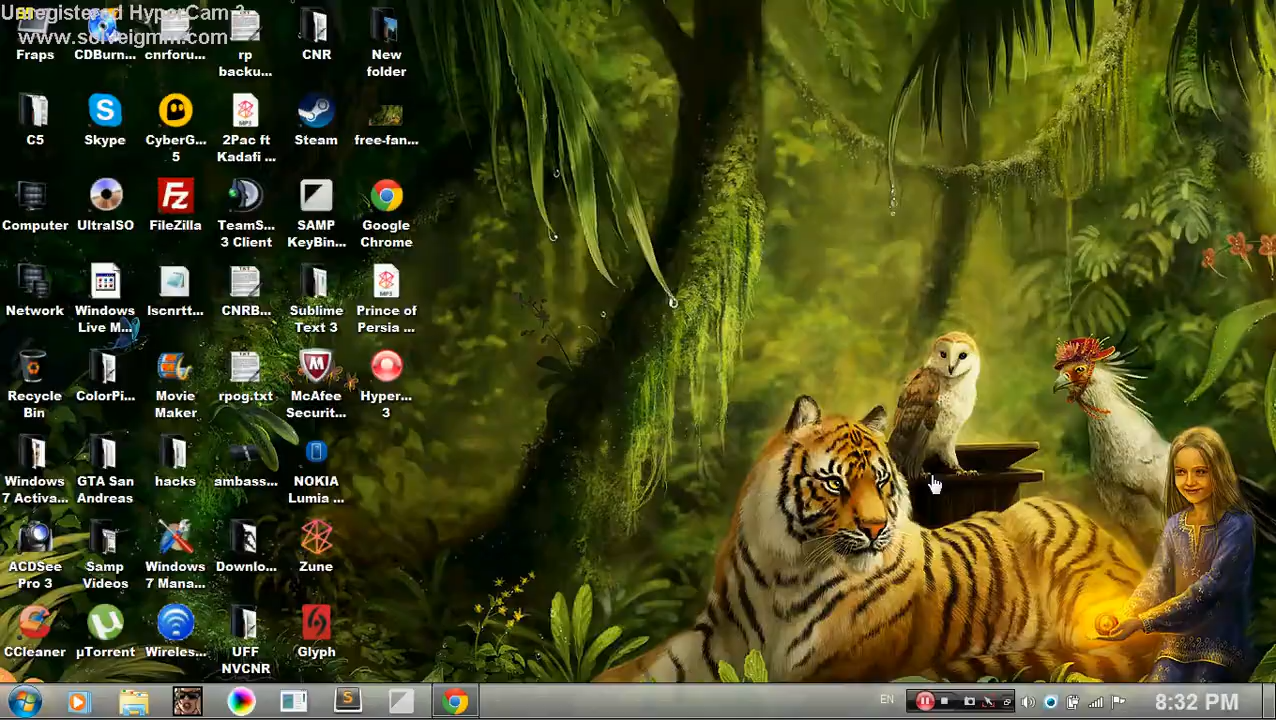 Unregistered HyperCam 3
www.solveigmm.com
Fraps
CDBurn...
cnrforu...
rp
backu...
CNR
New
folder
C5
Skype
CyberG...
5
2Pac ft
Kadafi ...
Steam
free-fan...
Computer
UltraISO
FileZilla
TeamS...
3 Client
SAMP
KeyBin...
Google
Chrome
Network
Windows
Live M...
lscnrtt...
CNRB...
Sublime
Text 3
Prince of
Persia ...
Recycle
Bin
ColorPi...
Movie
Maker
rpog.txt
McAfee
Securit...
Hyper...
3
Windows
7 Activa...
GTA San
Andreas
hacks
ambass...
NOKIA
Lumia ...
ACDSee
Pro 3
Samp
Videos
Windows
7 Mana...
Downlo...
Zune
CCleaner
µTorrent
Wireles...
UFF
NVCNR
Glyph
EN
8:32 PM